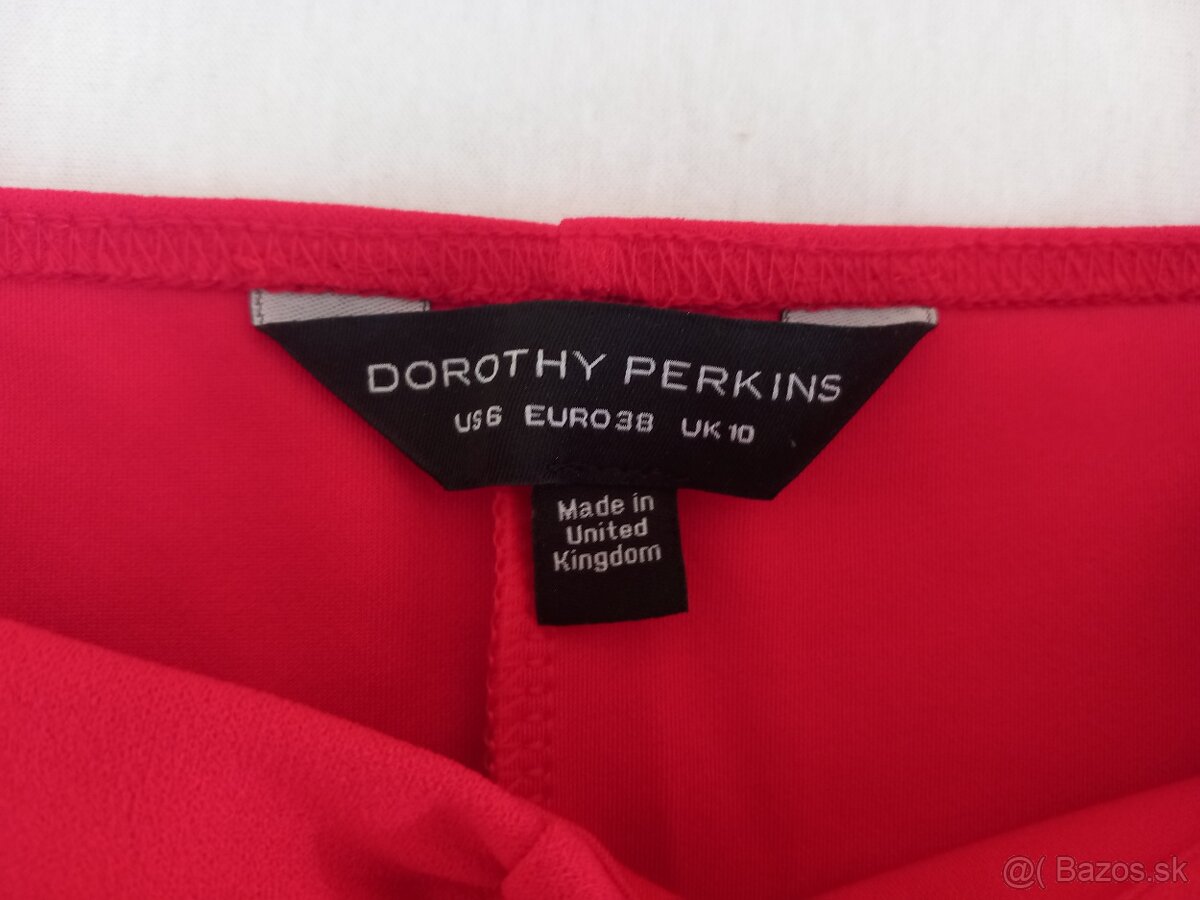 DOROTHY PERKINS
US6 EURO38 UK10
Made in
United
Kingdom
@( Bazos.sk